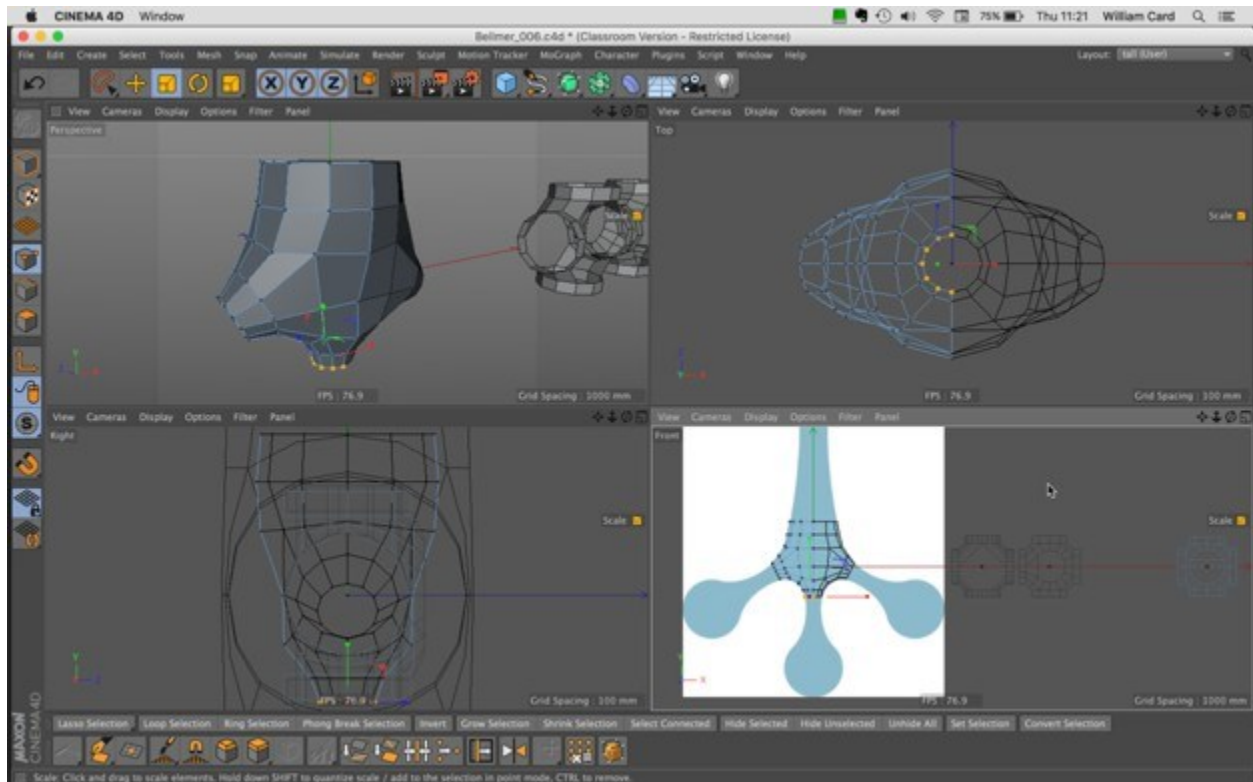 CINEMA 4D Window 75% Thu 11:21 William Card
Bellmer_006.c4d * (Classroom Version - Restricted License)
File Edit Create Select Tools Mesh Snap Animate Simulate Render Sculpt Motion Tracker MoGraph Character Plugins Script Window Help Layout: tall (User)
X Y Z
View Cameras Display Options Filter Panel View Cameras Display Options Filter Panel
Perspective Top
Scale Scale
Y
Z X
FPS : 76.9 Grid Spacing : 1000 mm FPS : 76.9 Grid Spacing : 100 mm
View Cameras Display Options Filter Panel View Cameras Display Options Filter Panel
Right Front
Scale Scale
FPS : 76.9 Grid Spacing : 100 mm FPS : 76.9 Grid Spacing : 1000 mm
Lasso Selection Loop Selection Ring Selection Phong Break Selection Invert Grow Selection Shrink Selection Select Connected Hide Selected Hide Unselected Unhide All Set Selection Convert Selection
MAXON
CINEMA 4D
Scale: Click and drag to scale elements. Hold down SHIFT to quantize scale / add to the selection in point mode, CTRL to remove.